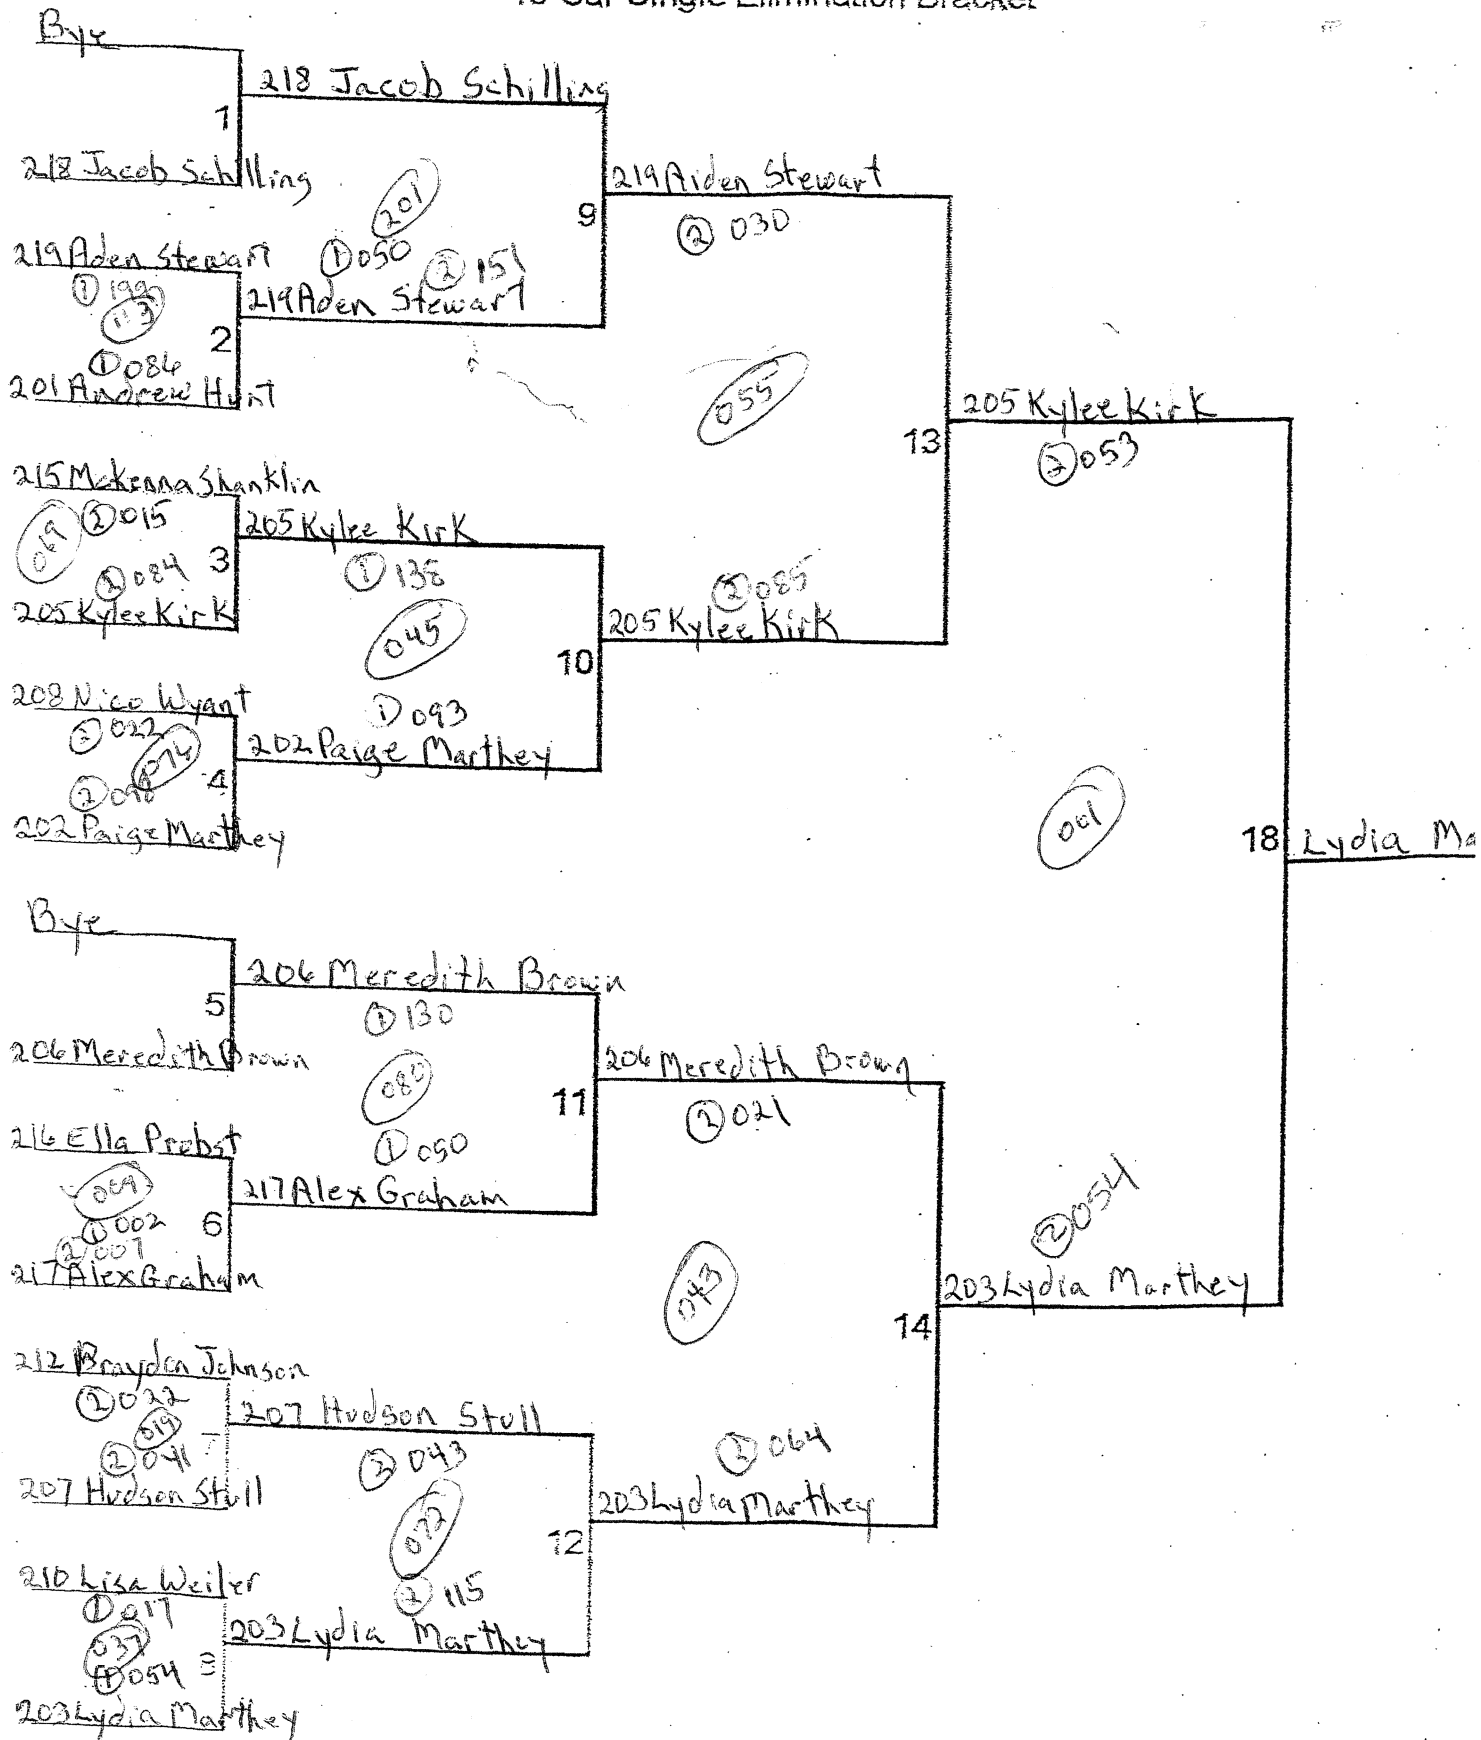 Bye
218 Jacob Schilling
1
218 Jacob Schilling
201
219 Aiden Stewart
9
② 030
219 Aden Stewart
① 050
② 151
113
219 Aden Stewart
2
① 086
201 Andrew Hunt
055
205 Kylee Kirk
13
② 053
215 McKenna Shanklin
069
② 015
205 Kylee Kirk
3
② 084
① 138
② 085
205 Kylee Kirk
045
205 Kylee Kirk
10
208 Nico Wyant
① 093
② 022
074
202 Paige Marthey
4
202 Paige Marthey
001
18
Lydia Ma
Bye
206 Meredith Brown
5
① 130
206 Meredith Brown
080
206 Meredith Brown
11
② 021
216 Ella Probst
① 050
217 Alex Graham
① 002
6
② 007
217 Alex Graham
② 054
043
203 Lydia Marthey
14
212 Braydon Johnson
② 022
207 Hudson Stull
019
② 041
② 043
② 064
207 Hudson Stull
203 Lydia Marthey
072
12
210 Lisa Weiler
② 115
① 017
037
203 Lydia Marthey
① 054
8
203 Lydia Marthey